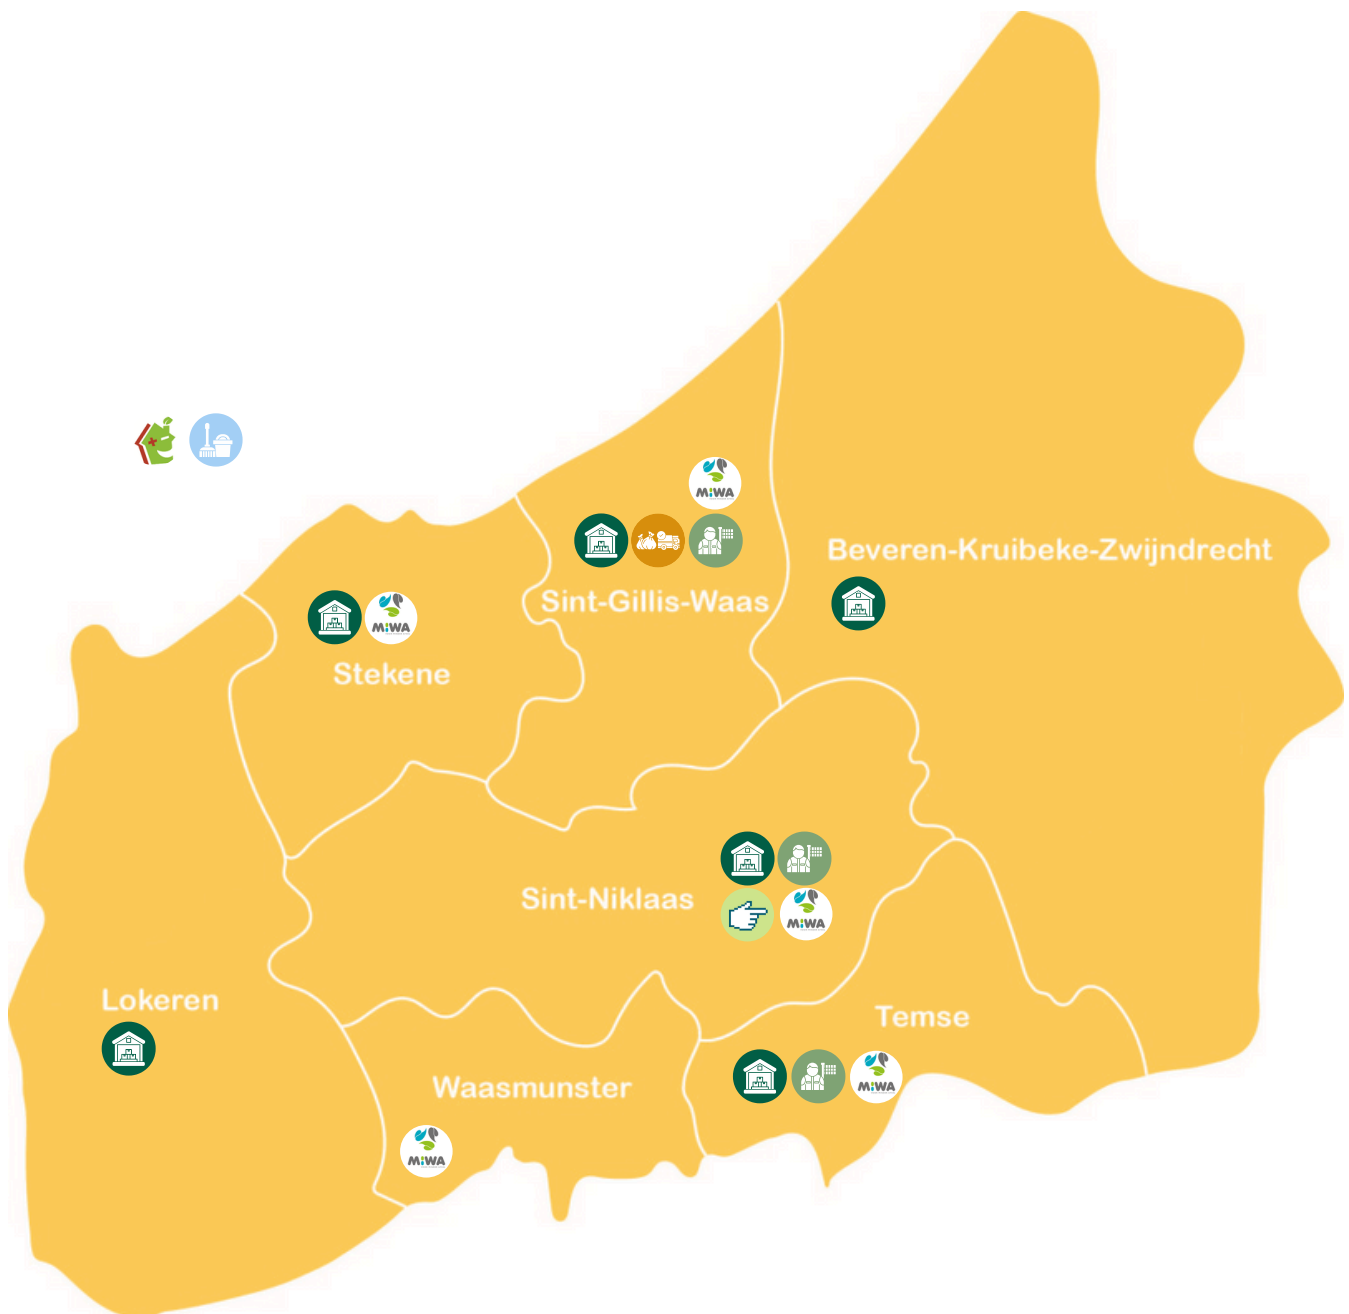 MiWA
Beveren-Kruibeke-Zwijndrecht
Sint-Gillis-Waas
MiWA
Stekene
Sint-Niklaas
MiWA
Lokeren
Temse
Waasmunster
MiWA
MiWA